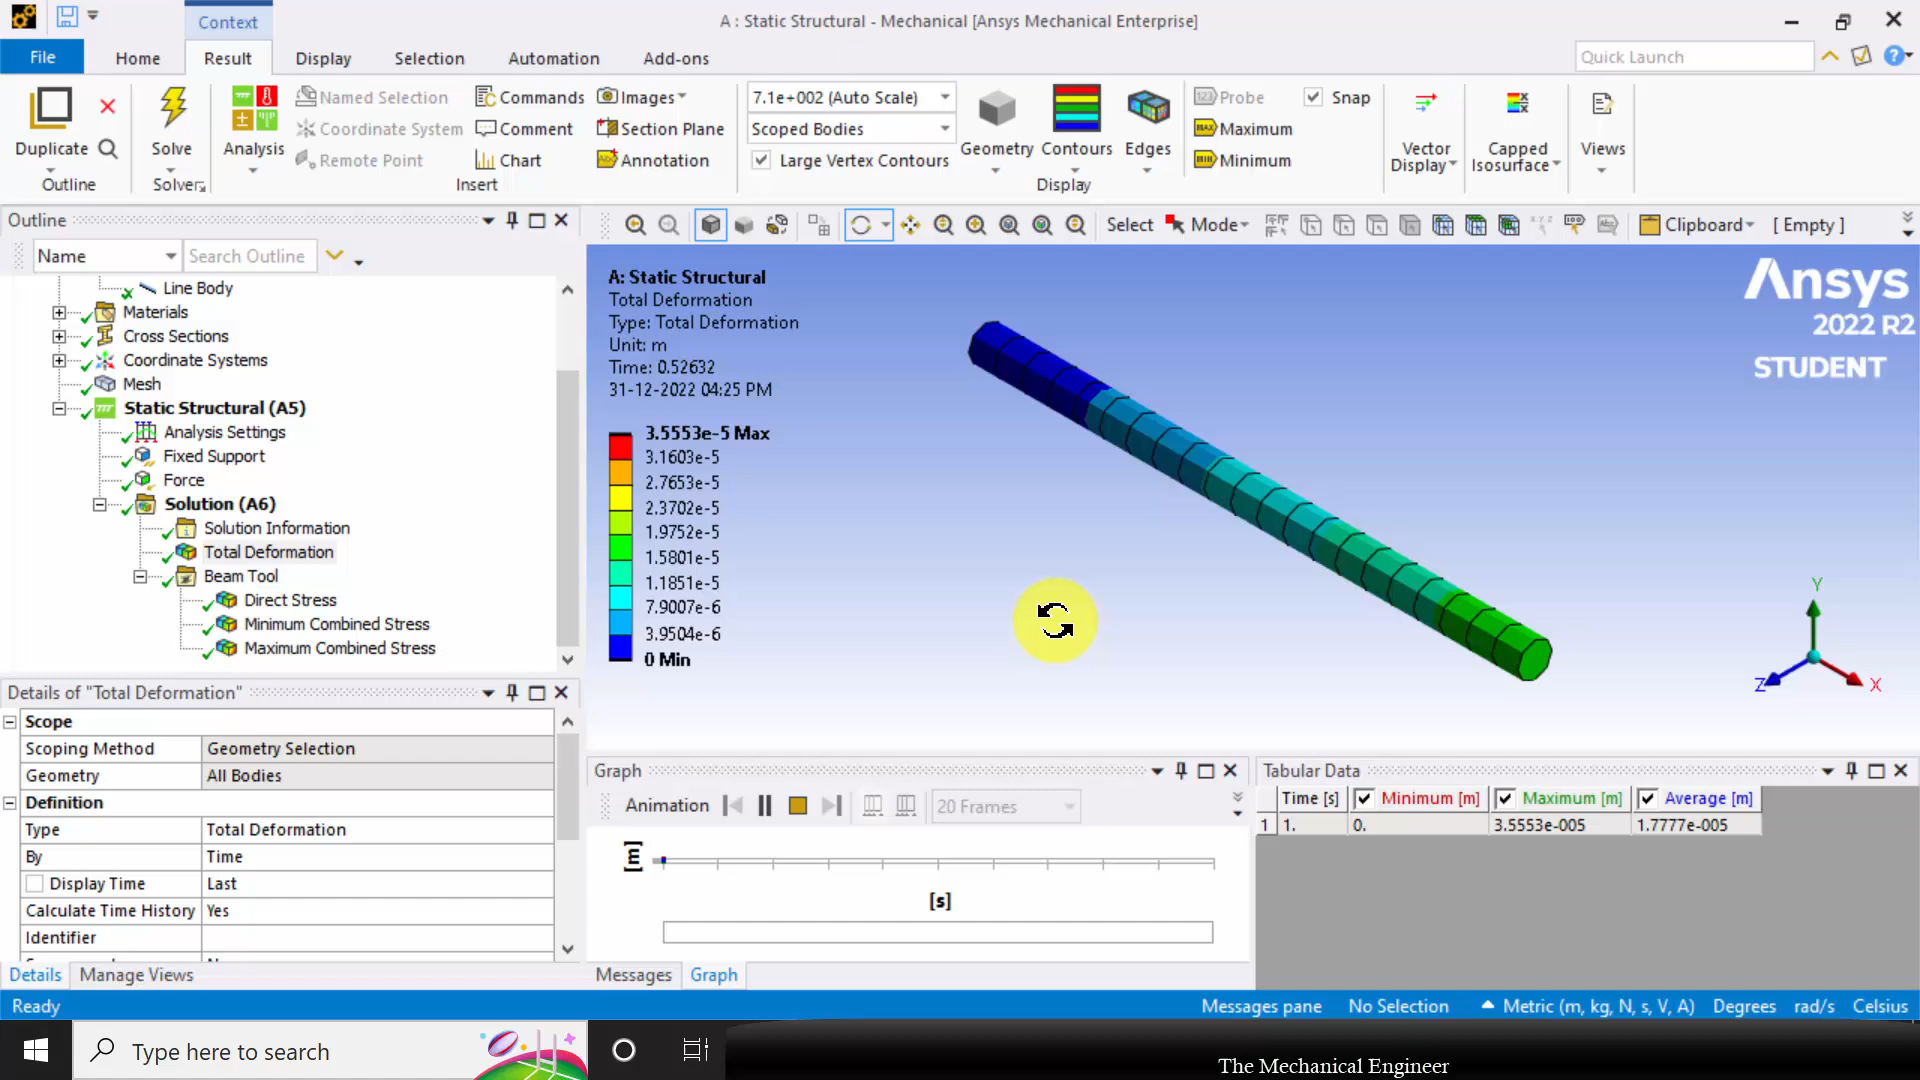 Context
A : Static Structural - Mechanical [Ansys Mechanical Enterprise]
File
Home
Result
Display
Selection
Automation
Add-ons
Quick Launch
Duplicate
Outline
Solve
Solver
Analysis
Named Selection
Coordinate System
Remote Point
Commands
Comment
Chart
Images
Section Plane
Annotation
Insert
7.1e+002 (Auto Scale)
Scoped Bodies
Large Vertex Contours
Geometry
Contours
Edges
Display
Probe
Maximum
Minimum
Snap
Vector
Display
Capped
Isosurface
Views
Outline
Name
Search Outline
Select
Mode
Clipboard
[ Empty ]
Line Body
Materials
Cross Sections
Coordinate Systems
Mesh
Static Structural (A5)
Analysis Settings
Fixed Support
Force
Solution (A6)
Solution Information
Total Deformation
Beam Tool
Direct Stress
Minimum Combined Stress
Maximum Combined Stress
A: Static Structural
Total Deformation
Type: Total Deformation
Unit: m
Time: 0.52632
31-12-2022 04:25 PM
3.5553e-5 Max
3.1603e-5
2.7653e-5
2.3702e-5
1.9752e-5
1.5801e-5
1.1851e-5
7.9007e-6
3.9504e-6
0 Min
Ansys
2022 R2
STUDENT
Y
Z
X
Details of "Total Deformation"
Scope
Scoping Method Geometry Selection
Geometry All Bodies
Definition
Type Total Deformation
By Time
Display Time Last
Calculate Time History Yes
Identifier
Details
Manage Views
Graph
Animation
20 Frames
[m]
[s]
Messages
Graph
Tabular Data
Time [s] Minimum [m] Maximum [m] Average [m]
1 1. 0. 3.5553e-005 1.7777e-005
Ready
Messages pane
No Selection
Metric (m, kg, N, s, V, A)
Degrees
rad/s
Celsius
Type here to search
The Mechanical Engineer